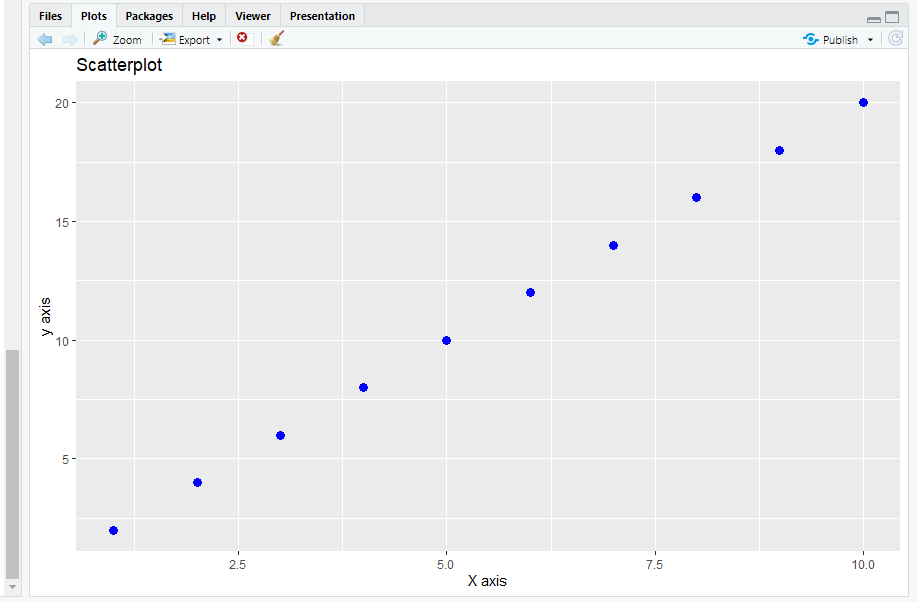 Files Plots Packages Help Viewer Presentation
Zoom Export Publish
Scatterplot
20
15
10
5
y axis
2.5 5.0 7.5 10.0
X axis